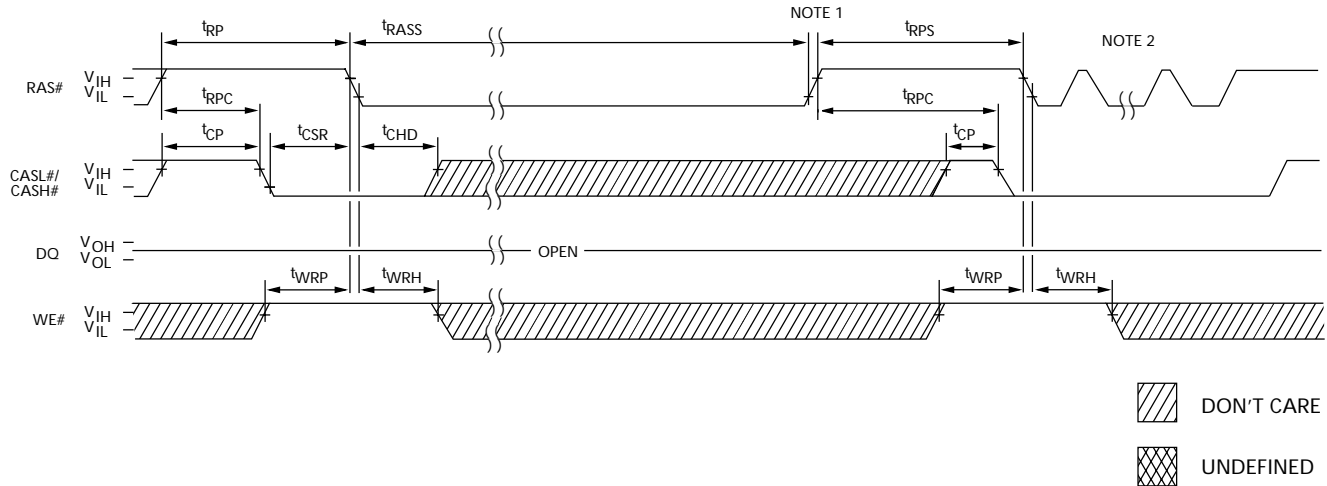 NOTE 1
tRP
tRASS
tRPS
NOTE 2
RAS#
VIH
VIL
tRPC
tRPC
tCP
tCSR
tCHD
tCP
CASL#/
CASH#
VIH
VIL
DQ
VOH
VOL
OPEN
tWRP
tWRH
tWRP
tWRH
WE#
VIH
VIL
DON'T CARE
UNDEFINED